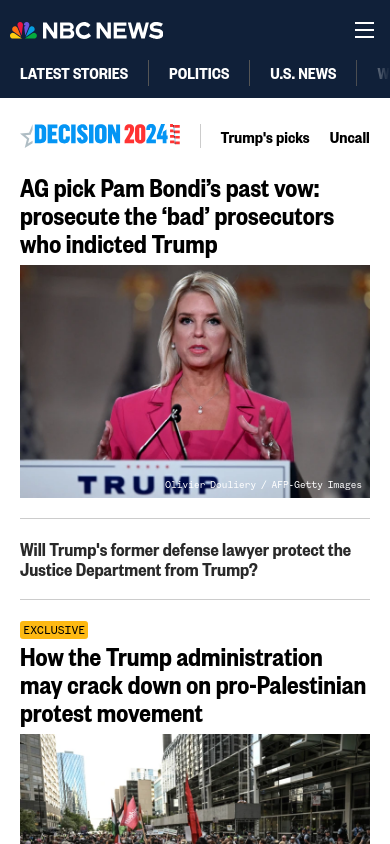 NBC NEWS
LATEST STORIES
POLITICS
U.S. NEWS
DECISION 2024
Trump's picks
Uncall
AG pick Pam Bondi’s past vow:
prosecute the ‘bad’ prosecutors
who indicted Trump
TRUMP
Olivier Douliery / AFP-Getty Images
Will Trump's former defense lawyer protect the
Justice Department from Trump?
EXCLUSIVE
How the Trump administration
may crack down on pro-Palestinian
protest movement